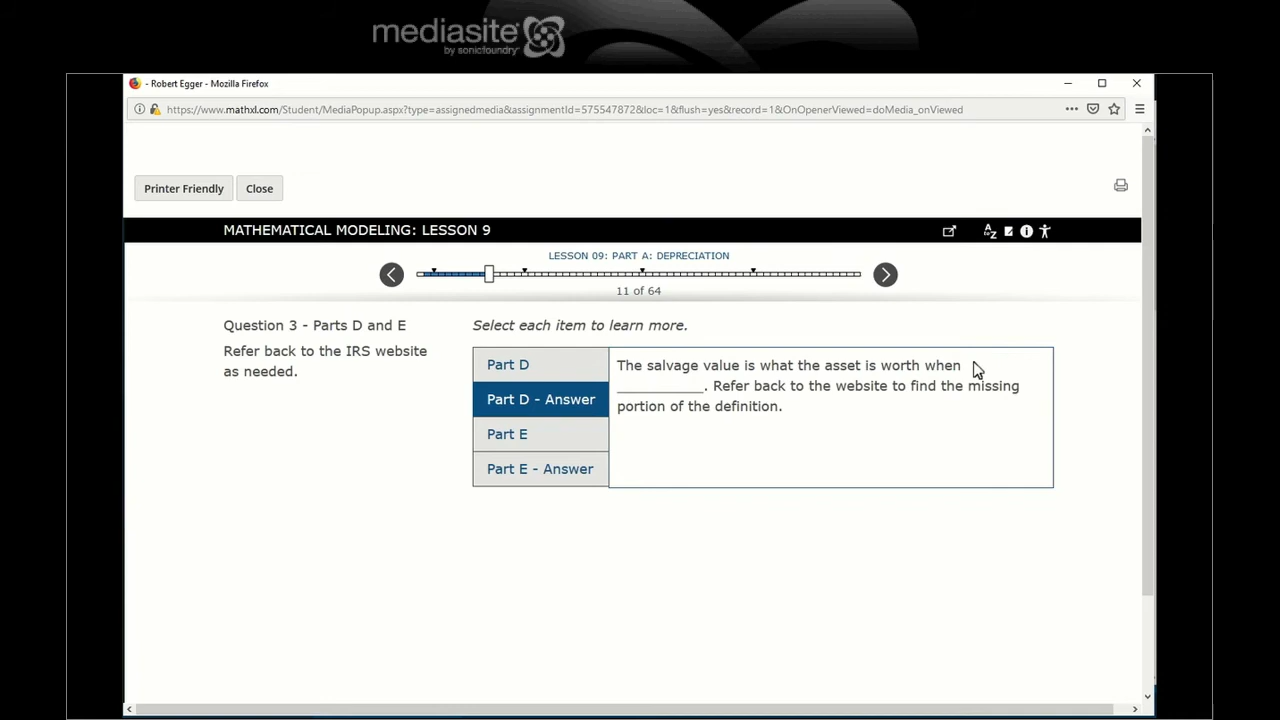 mediasite
by sonicfoundry
- Robert Egger - Mozilla Firefox
https://www.mathxl.com/Student/MediaPopup.aspx?type=assignedmedia&assignmentId=575547872&loc=1&flush=yes&record=1&OnOpenerViewed=doMedia_onViewed
Printer Friendly
Close
MATHEMATICAL MODELING: LESSON 9
LESSON 09: PART A: DEPRECIATION
11 of 64
Question 3 - Parts D and E
Refer back to the IRS website
as needed.
Select each item to learn more.
Part D
Part D - Answer
Part E
Part E - Answer
The salvage value is what the asset is worth when
___________. Refer back to the website to find the missing
portion of the definition.